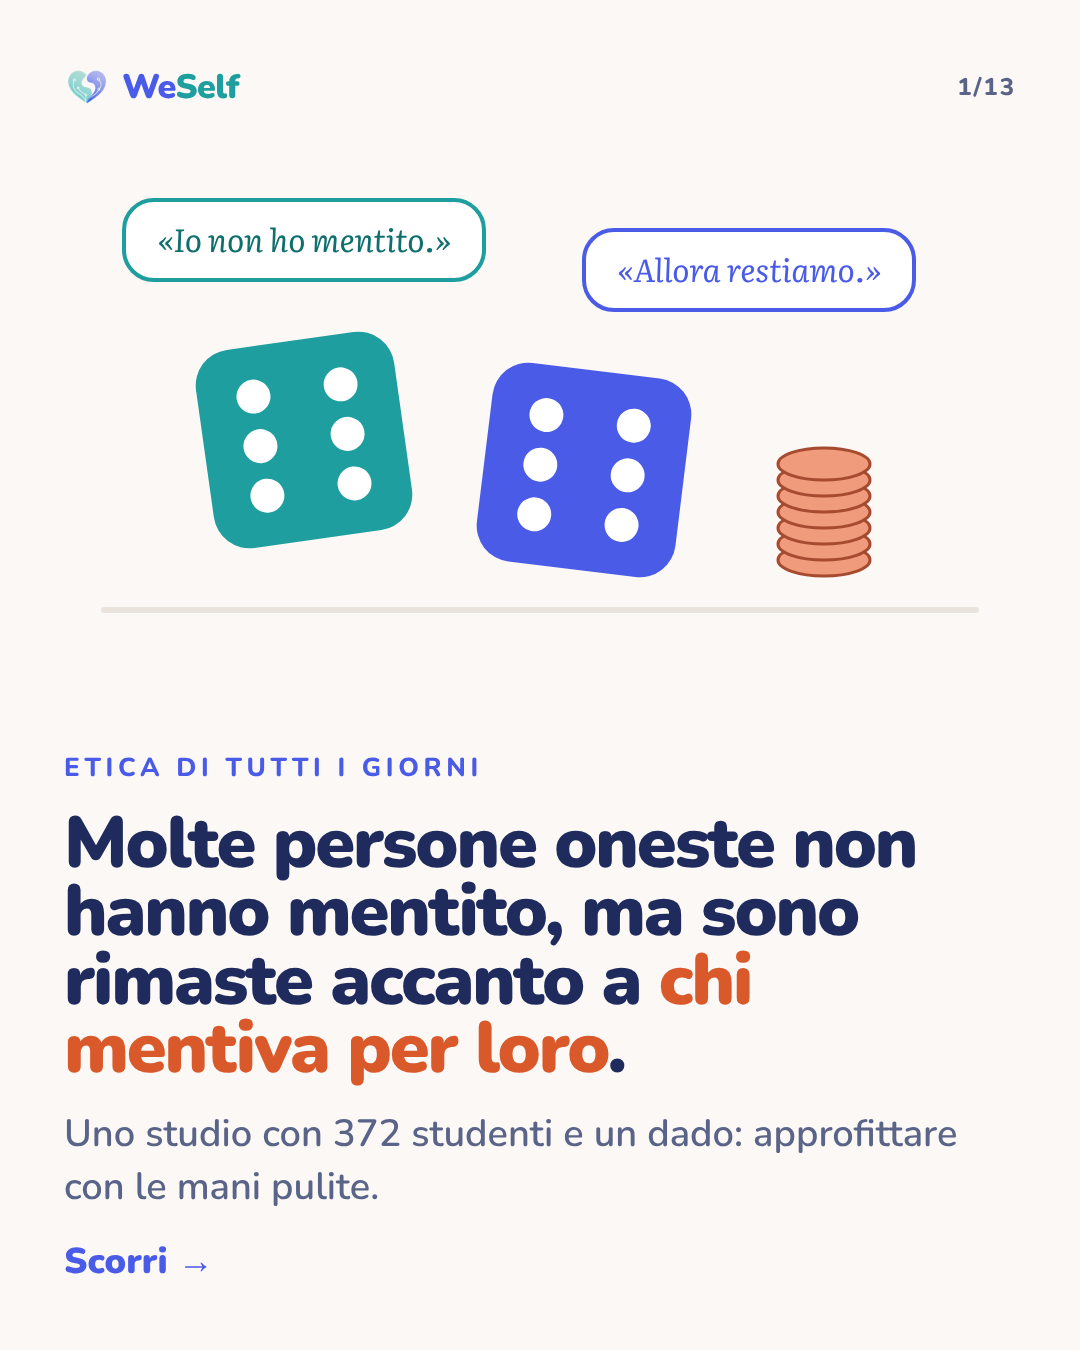 WeSelf
1/13
«Io non ho mentito.»
«Allora restiamo.»
ETICA DI TUTTI I GIORNI
Molte persone oneste non
hanno mentito, ma sono
rimaste accanto a chi
mentiva per loro.
Uno studio con 372 studenti e un dado: approfittare
con le mani pulite.
Scorri →